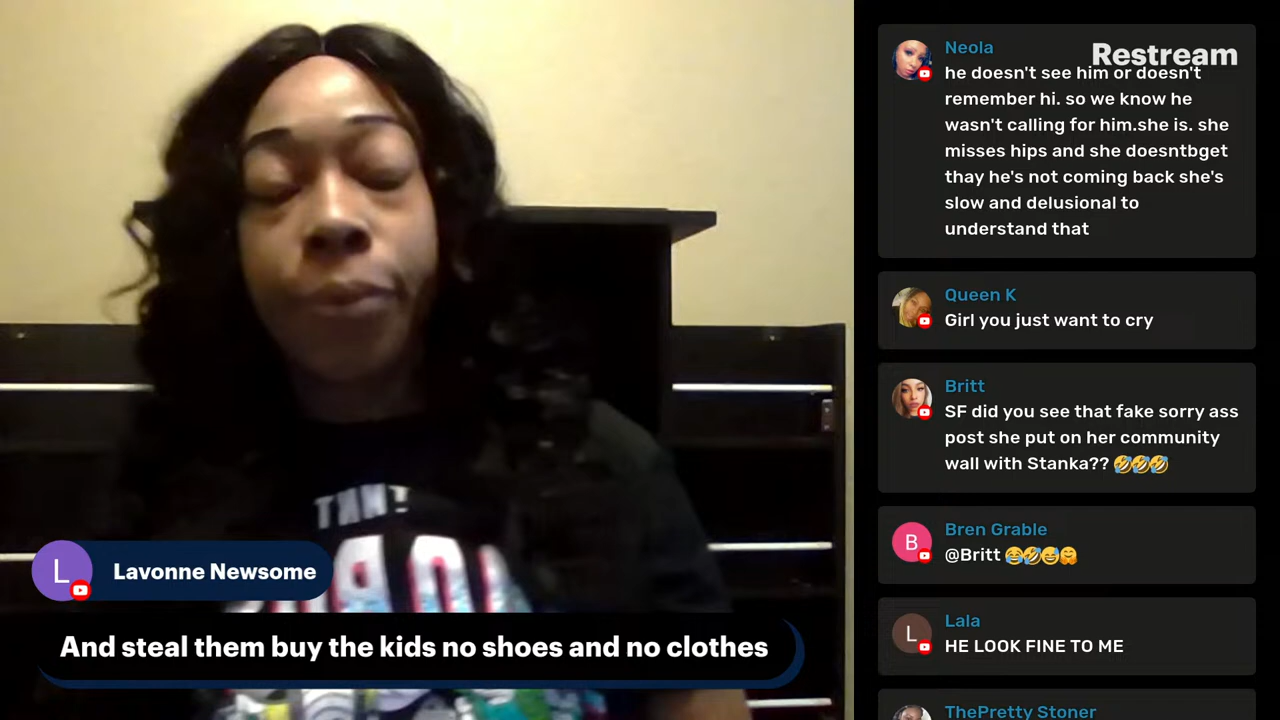 Restream
Neola
he doesn't see him or doesn't
remember hi. so we know he
wasn't calling for him.she is. she
misses hips and she doesntbget
thay he's not coming back she's
slow and delusional to
understand that
Queen K
Girl you just want to cry
Britt
SF did you see that fake sorry ass
post she put on her community
wall with Stanka?? 🤣🤣🤣
B
Bren Grable
@Britt 😂🤣😅🤗
L
Lala
HE LOOK FINE TO ME
ThePretty Stoner
L
Lavonne Newsome
And steal them buy the kids no shoes and no clothes